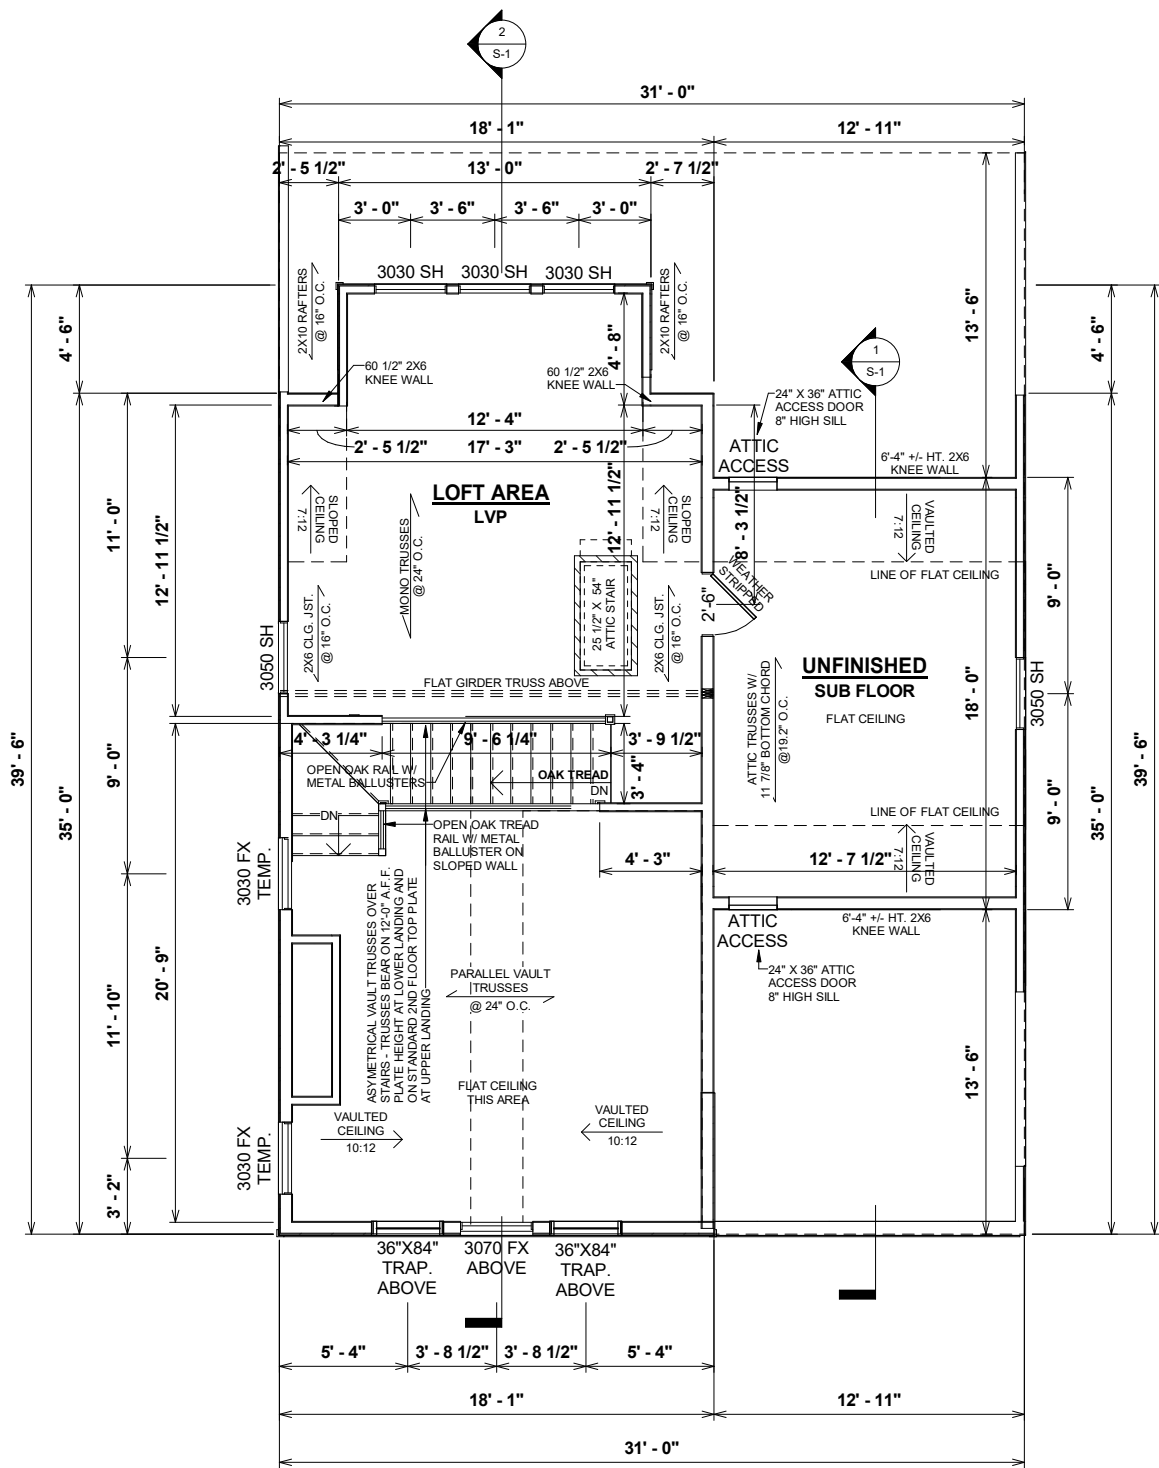 2
S-1
31' - 0"
18' - 1"
12' - 11"
2' - 5 1/2"
13' - 0"
2' - 7 1/2"
3' - 0"
3' - 6"
3' - 6"
3' - 0"
3030 SH
3030 SH
3030 SH
2X10 RAFTERS
@ 16" O.C.
2X10 RAFTERS
@ 16" O.C.
4' - 6"
4' - 8"
13' - 6"
4' - 6"
1
S-1
60 1/2" 2X6
KNEE WALL
60 1/2" 2X6
KNEE WALL
24" X 36" ATTIC
ACCESS DOOR
8" HIGH SILL
12' - 4"
2' - 5 1/2"
17' - 3"
2' - 5 1/2"
ATTIC
ACCESS
6'-4" +/- HT. 2X6
KNEE WALL
LOFT AREA
LVP
11' - 0"
12' - 11 1/2"
SLOPED
CEILING
7:12
MONO TRUSSES
@ 24" O.C.
12' - 11 1/2"
SLOPED
CEILING
7:12
8' - 3 1/2"
VAULTED
CEILING
7:12
LINE OF FLAT CEILING
9' - 0"
WEATHER
STRIPPED
2'-6"
25 1/2" X 54"
ATTIC STAIR
2X6 CLG. JST.
@ 16" O.C.
2X6 CLG. JST.
@ 16" O.C.
3050 SH
FLAT GIRDER TRUSS ABOVE
UNFINISHED
SUB FLOOR
FLAT CEILING
18' - 0"
3050 SH
ATTIC TRUSSES W/
11 7/8" BOTTOM CHORD
@19.2" O.C.
39' - 6"
35' - 0"
9' - 0"
4' - 3 1/4"
9' - 6 1/4"
3' - 9 1/2"
3' - 4"
OPEN OAK RAIL W/
METAL BALLUSTERS
OAK TREAD
DN
9' - 0"
35' - 0"
39' - 6"
LINE OF FLAT CEILING
DN
OPEN OAK TREAD
RAIL W/ METAL
BALLUSTER ON
SLOPED WALL
VAULTED
CEILING
7:12
4' - 3"
12' - 7 1/2"
3030 FX
TEMP.
ATTIC
ACCESS
6'-4" +/- HT. 2X6
KNEE WALL
24" X 36" ATTIC
ACCESS DOOR
8" HIGH SILL
ASYMETRICAL VAULT TRUSSES OVER
STAIRS - TRUSSES BEAR ON 12'-0" A.F.F.
PLATE HEIGHT AT LOWER LANDING AND
ON STANDARD 2ND FLOOR TOP PLATE
AT UPPER LANDING
20' - 9"
11' - 10"
PARALLEL VAULT
TRUSSES
@ 24" O.C.
FLAT CEILING
THIS AREA
13' - 6"
VAULTED
CEILING
10:12
VAULTED
CEILING
10:12
3030 FX
TEMP.
3' - 2"
36"X84"
TRAP.
ABOVE
3070 FX
ABOVE
36"X84"
TRAP.
ABOVE
5' - 4"
3' - 8 1/2"
3' - 8 1/2"
5' - 4"
18' - 1"
12' - 11"
31' - 0"